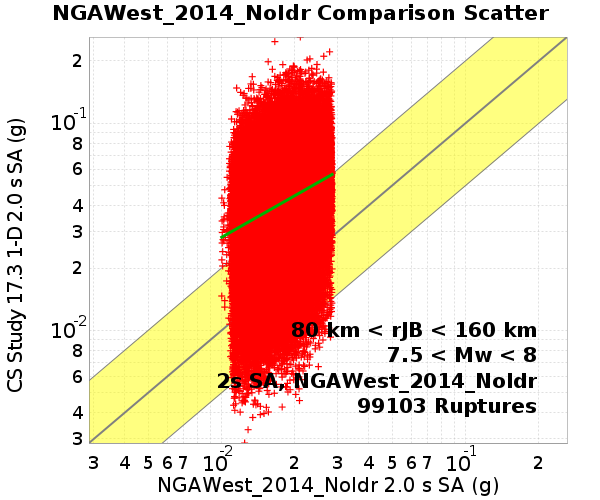 NGAWest_2014_NoIdr Comparison Scatter
CS Study 17.3 1-D 2.0 s SA (g)
2
10⁻¹
8
6
4
3
2
10⁻²
8
6
4
3
80 km < rJB < 160 km
7.5 < Mw < 8
2s SA, NGAWest_2014_NoIdr
99103 Ruptures
3 4 5 6 7 10⁻² 2 3 4 5 6 7 10⁻¹ 2
NGAWest_2014_NoIdr 2.0 s SA (g)